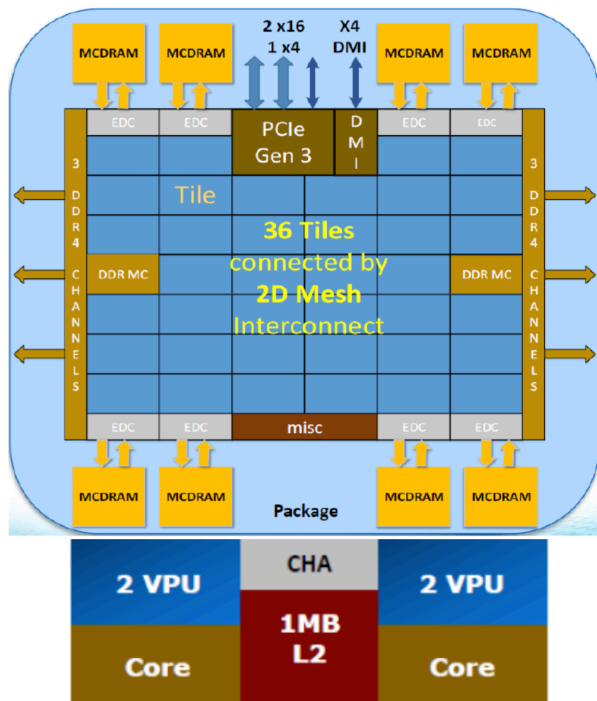 2 x16
1 x4
X4
DMI
MCDRAM
MCDRAM
MCDRAM
MCDRAM
EDC
EDC
PCIe
Gen 3
D
M
I
EDC
EDC
3
D
D
R
4
C
H
A
N
N
E
L
S
Tile
36 Tiles
connected by
2D Mesh
Interconnect
DDR MC
DDR MC
3
D
D
R
4
C
H
A
N
N
E
L
S
EDC
EDC
misc
EDC
EDC
MCDRAM
MCDRAM
MCDRAM
MCDRAM
Package
2 VPU
CHA
2 VPU
Core
1MB
L2
Core